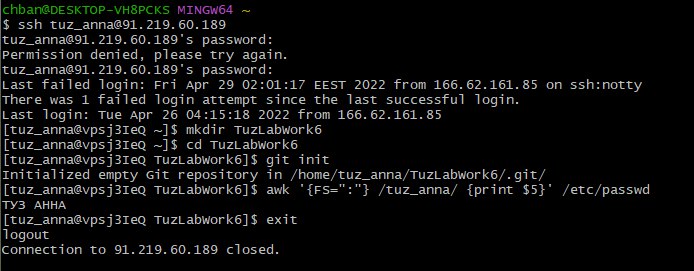 chban@DESKTOP-VH8PCKS MINGW64 ~
$ ssh tuz_anna@91.219.60.189
tuz_anna@91.219.60.189's password:
Permission denied, please try again.
tuz_anna@91.219.60.189's password:
Last failed login: Fri Apr 29 02:01:17 EEST 2022 from 166.62.161.85 on ssh:notty
There was 1 failed login attempt since the last successful login.
Last login: Tue Apr 26 04:15:18 2022 from 166.62.161.85
[tuz_anna@vpsj3IeQ ~]$ mkdir TuzLabWork6
[tuz_anna@vpsj3IeQ ~]$ cd TuzLabWork6
[tuz_anna@vpsj3IeQ TuzLabWork6]$ git init
Initialized empty Git repository in /home/tuz_anna/TuzLabWork6/.git/
[tuz_anna@vpsj3IeQ TuzLabWork6]$ awk '{FS=":"} /tuz_anna/ {print $5}' /etc/passwd
ТУЗ АННА
[tuz_anna@vpsj3IeQ TuzLabWork6]$ exit
logout
Connection to 91.219.60.189 closed.